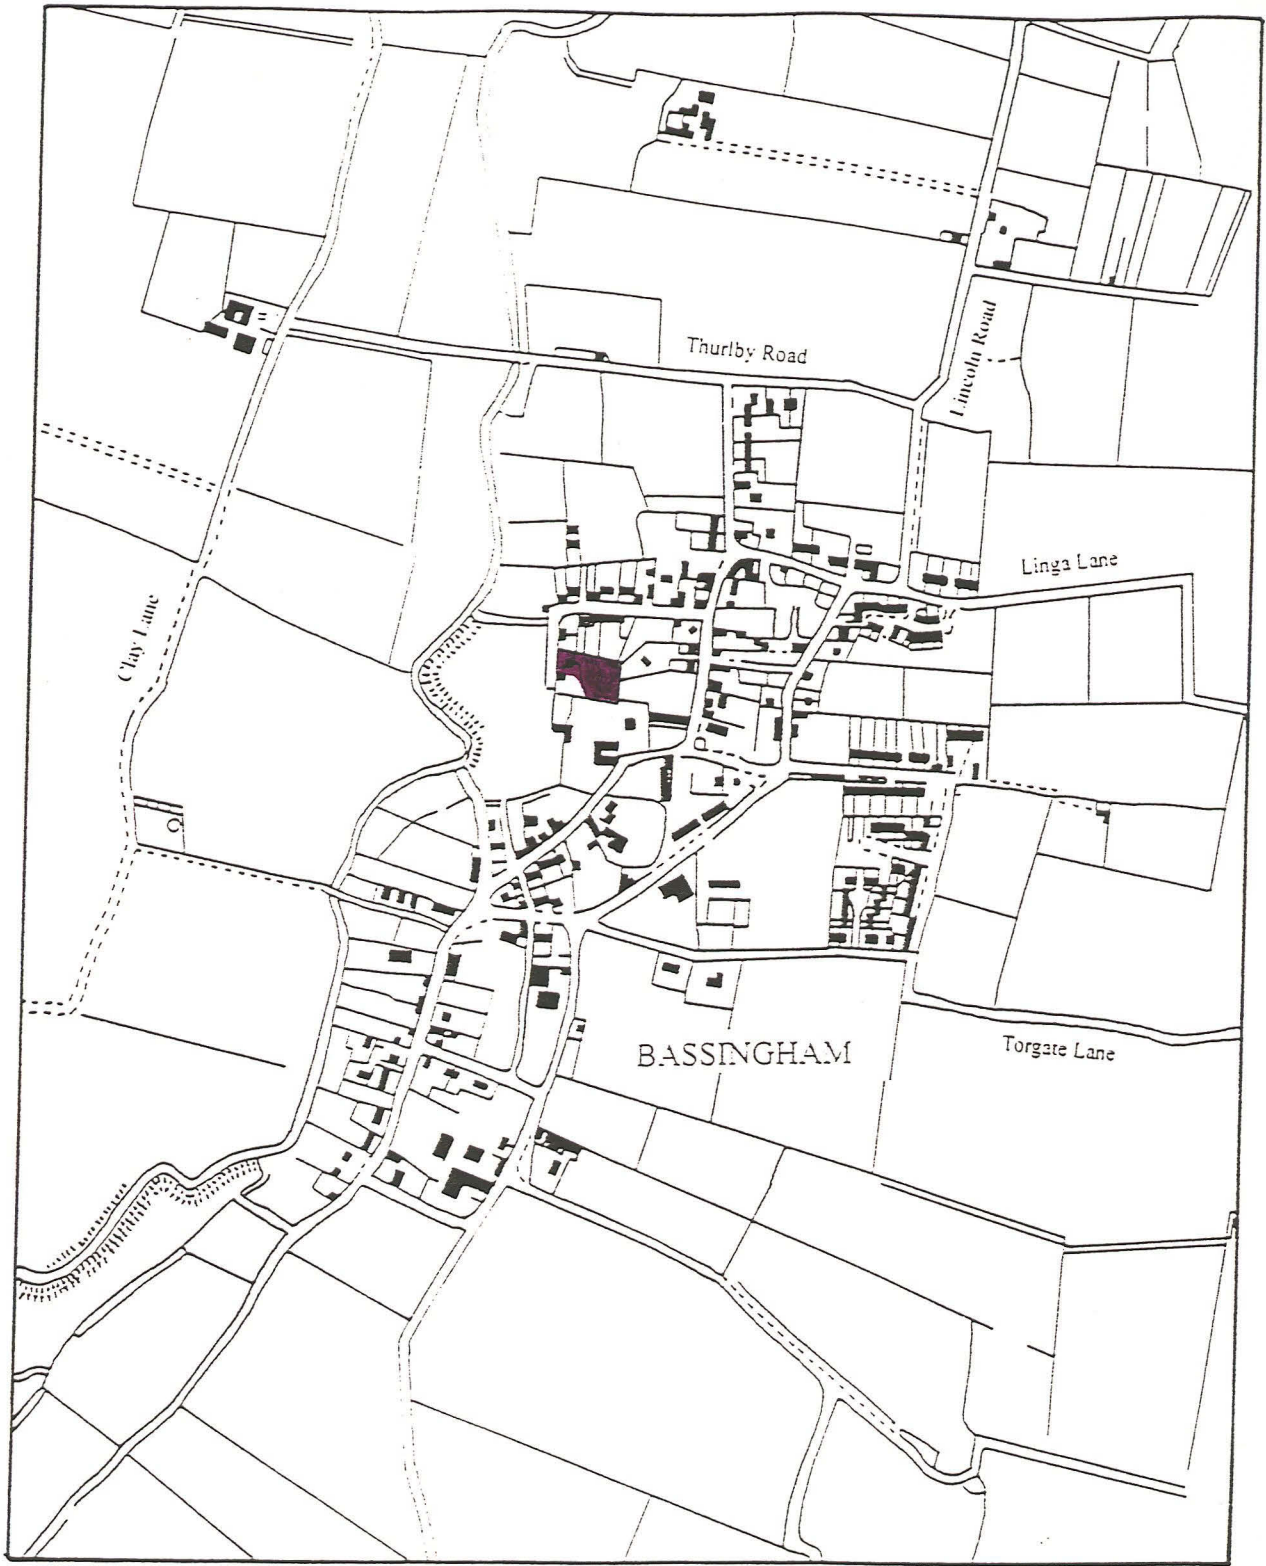 Thurlby Road
Lincoln Road
Linga Lane
Clay Lane
BASSINGHAM
Torgate Lane